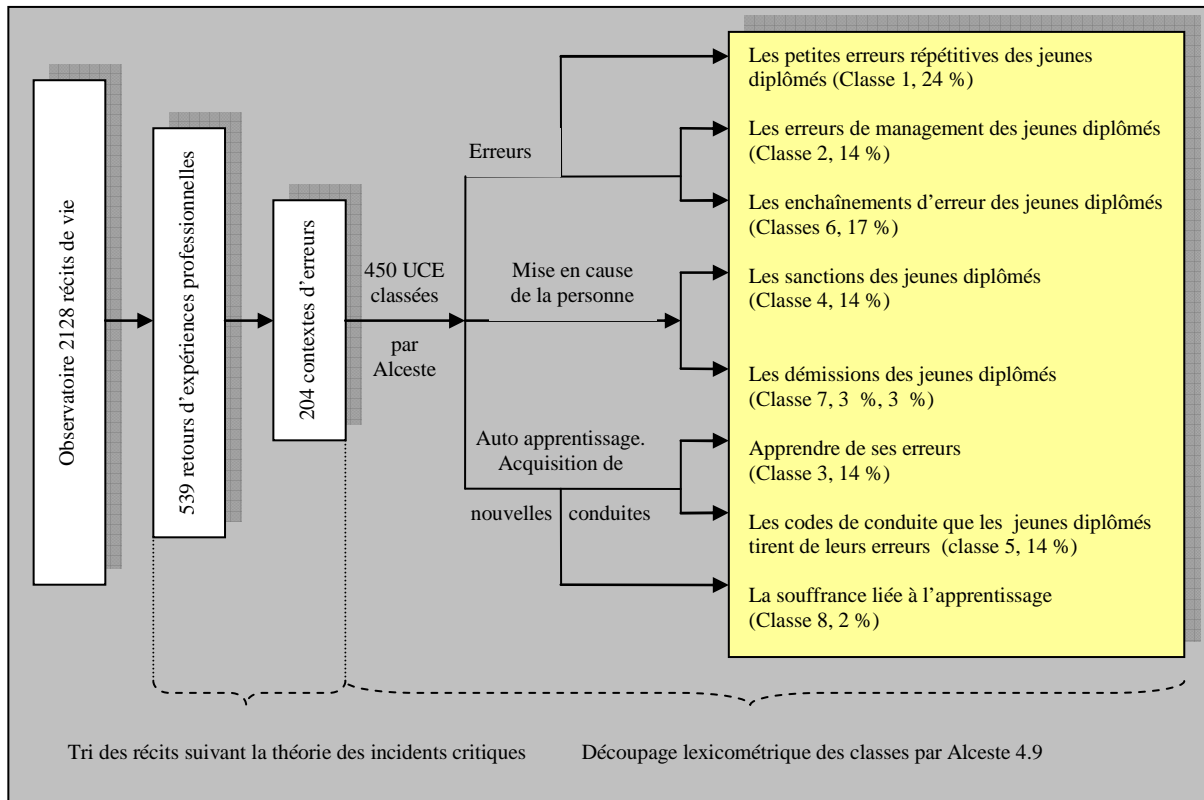 Observatoire 2128 récits de vie
539 retours d'expériences professionnelles
204 contextes d'erreurs
450 UCE
classées
par
Alceste
Erreurs
Mise en cause
de la personne
Auto apprentissage.
Acquisition de
nouvelles conduites
Les petites erreurs répétitives des jeunes
diplômés (Classe 1, 24 %)
Les erreurs de management des jeunes diplômés
(Classe 2, 14 %)
Les enchaînements d'erreur des jeunes diplômés
(Classes 6, 17 %)
Les sanctions des jeunes diplômés
(Classe 4, 14 %)
Les démissions des jeunes diplômés
(Classe 7, 3 %, 3 %)
Apprendre de ses erreurs
(Classe 3, 14 %)
Les codes de conduite que les jeunes diplômés
tirent de leurs erreurs (classe 5, 14 %)
La souffrance liée à l'apprentissage
(Classe 8, 2 %)
Tri des récits suivant la théorie des incidents critiques
Découpage lexicométrique des classes par Alceste 4.9